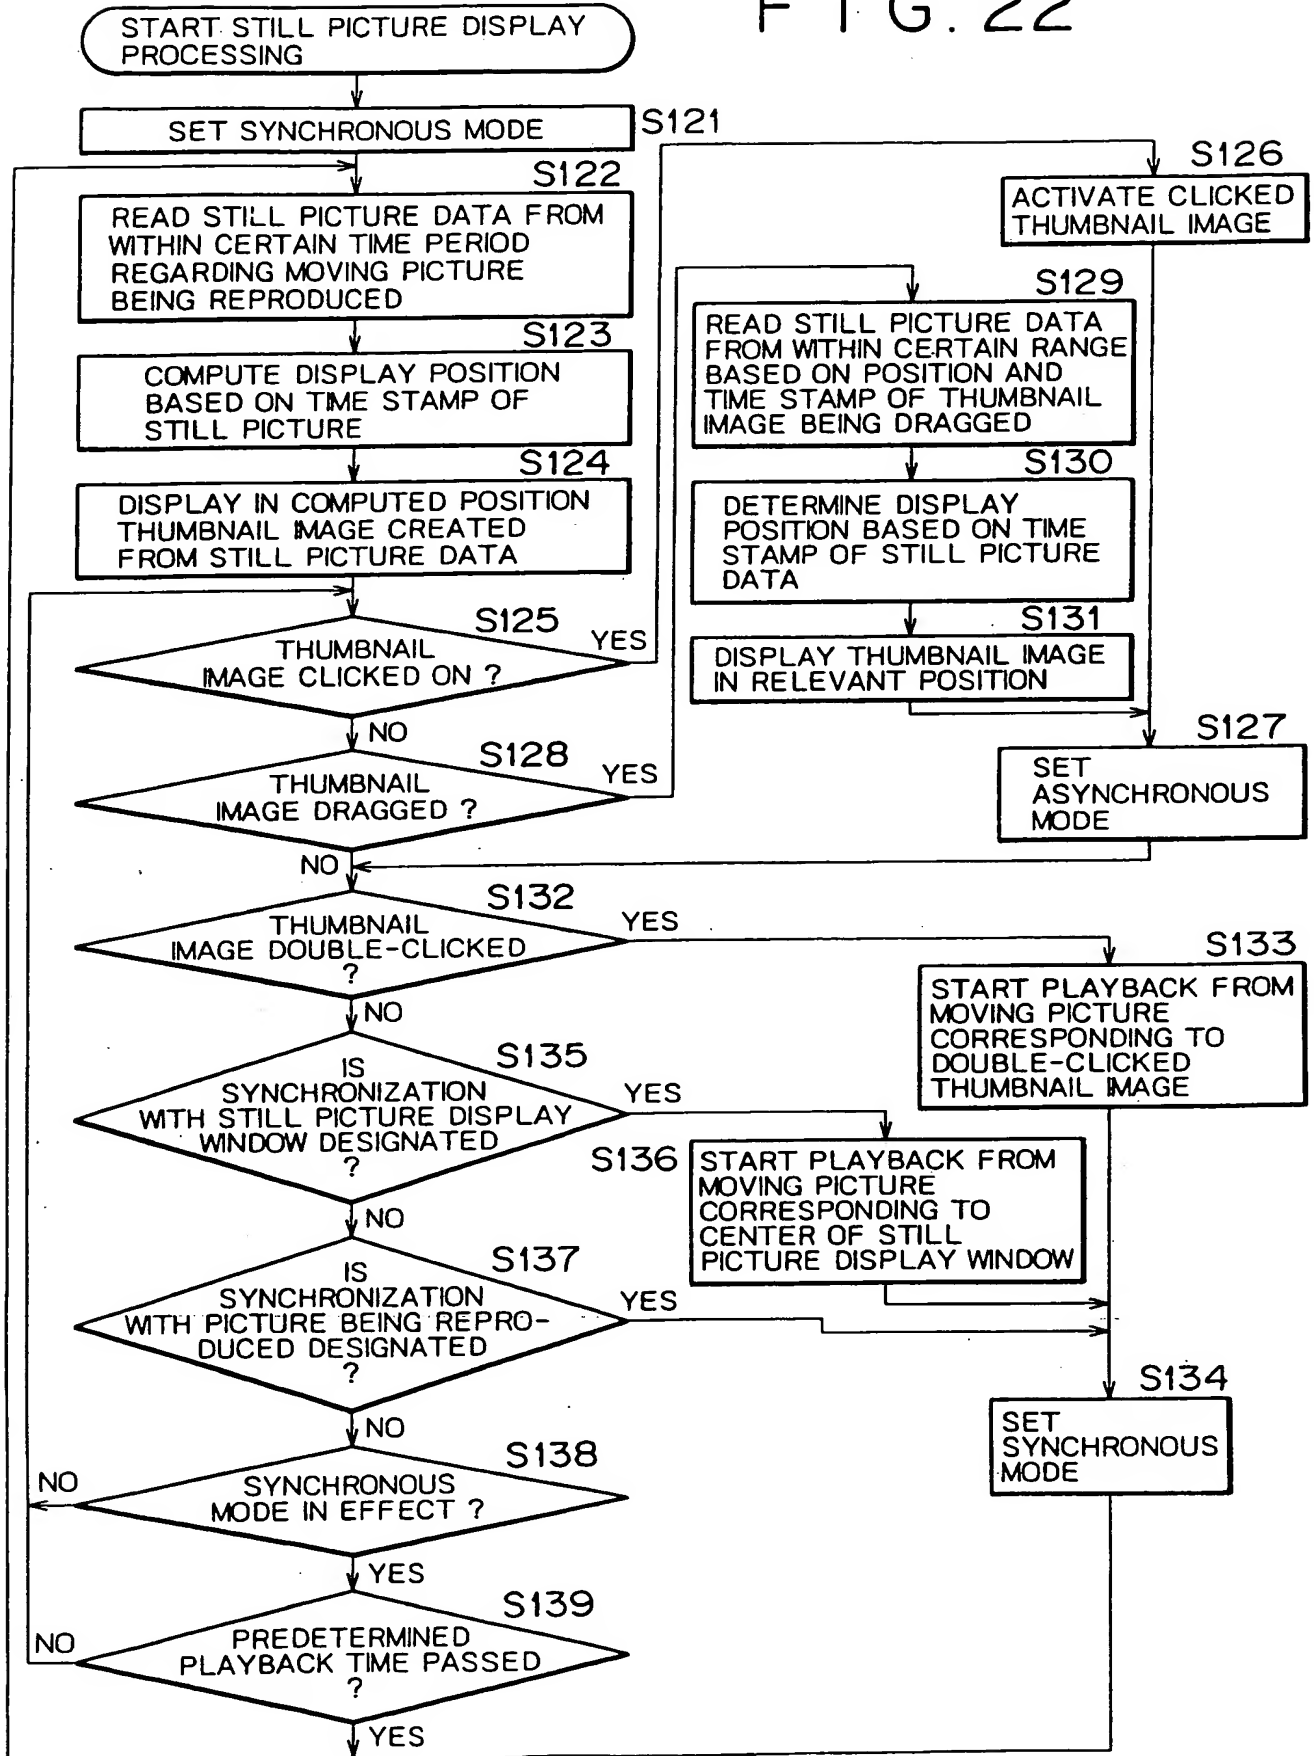 FIG. 22
START STILL PICTURE DISPLAY
PROCESSING
SET SYNCHRONOUS MODE
S121
S122
READ STILL PICTURE DATA FROM
WITHIN CERTAIN TIME PERIOD
REGARDING MOVING PICTURE
BEING REPRODUCED
S123
COMPUTE DISPLAY POSITION
BASED ON TIME STAMP OF
STILL PICTURE
S124
DISPLAY IN COMPUTED POSITION
THUMBNAIL IMAGE CREATED
FROM STILL PICTURE DATA
S125
THUMBNAIL
IMAGE CLICKED ON ?
YES
NO
S126
ACTIVATE CLICKED
THUMBNAIL IMAGE
S128
THUMBNAIL
IMAGE DRAGGED ?
YES
NO
S129
READ STILL PICTURE DATA
FROM WITHIN CERTAIN RANGE
BASED ON POSITION AND
TIME STAMP OF THUMBNAIL
IMAGE BEING DRAGGED
S130
DETERMINE DISPLAY
POSITION BASED ON TIME
STAMP OF STILL PICTURE
DATA
S131
DISPLAY THUMBNAIL IMAGE
IN RELEVANT POSITION
S127
SET
ASYNCHRONOUS
MODE
S132
THUMBNAIL
IMAGE DOUBLE-CLICKED
?
YES
NO
S133
START PLAYBACK FROM
MOVING PICTURE
CORRESPONDING TO
DOUBLE-CLICKED
THUMBNAIL IMAGE
S135
IS
SYNCHRONIZATION
WITH STILL PICTURE DISPLAY
WINDOW DESIGNATED
?
YES
NO
S136
START PLAYBACK FROM
MOVING PICTURE
CORRESPONDING TO
CENTER OF STILL
PICTURE DISPLAY WINDOW
S137
IS
SYNCHRONIZATION
WITH PICTURE BEING REPRO-
DUCED DESIGNATED
?
YES
NO
S134
SET
SYNCHRONOUS
MODE
S138
SYNCHRONOUS
MODE IN EFFECT ?
NO
YES
S139
PREDETERMINED
PLAYBACK TIME PASSED
?
NO
YES